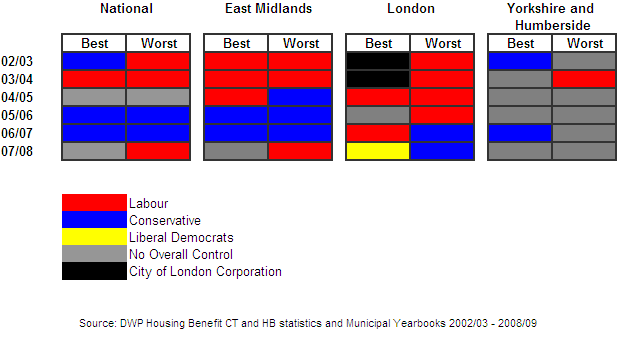 National East Midlands London Yorkshire and
Humberside
Best Worst Best Worst Best Worst Best Worst
02/03
03/04
04/05
05/06
06/07
07/08
Labour
Conservative
Liberal Democrats
No Overall Control
City of London Corporation
Source: DWP Housing Benefit CT and HB statistics and Municipal Yearbooks 2002/03 - 2008/09